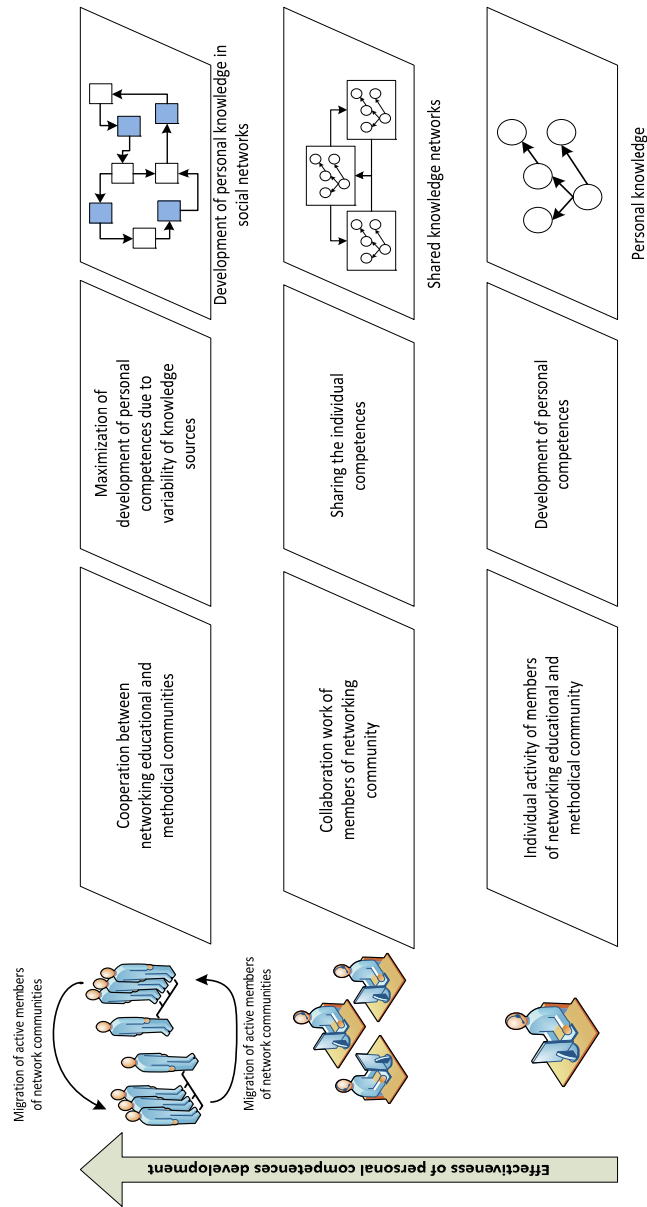 Migration of active members
of network communities
Migration of active members
of network communities
Cooperation between
networking educational and
methodical communities
Maximization of
development of personal
competences due to
variability of knowledge
sources
Development of personal knowledge in
social networks
Collaboration work of
members of networking
community
Sharing the individual
competences
Shared knowledge networks
Individual activity of members
of networking educational and
methodical community
Development of personal
competences
Personal knowledge
Effectiveness of personal competences development